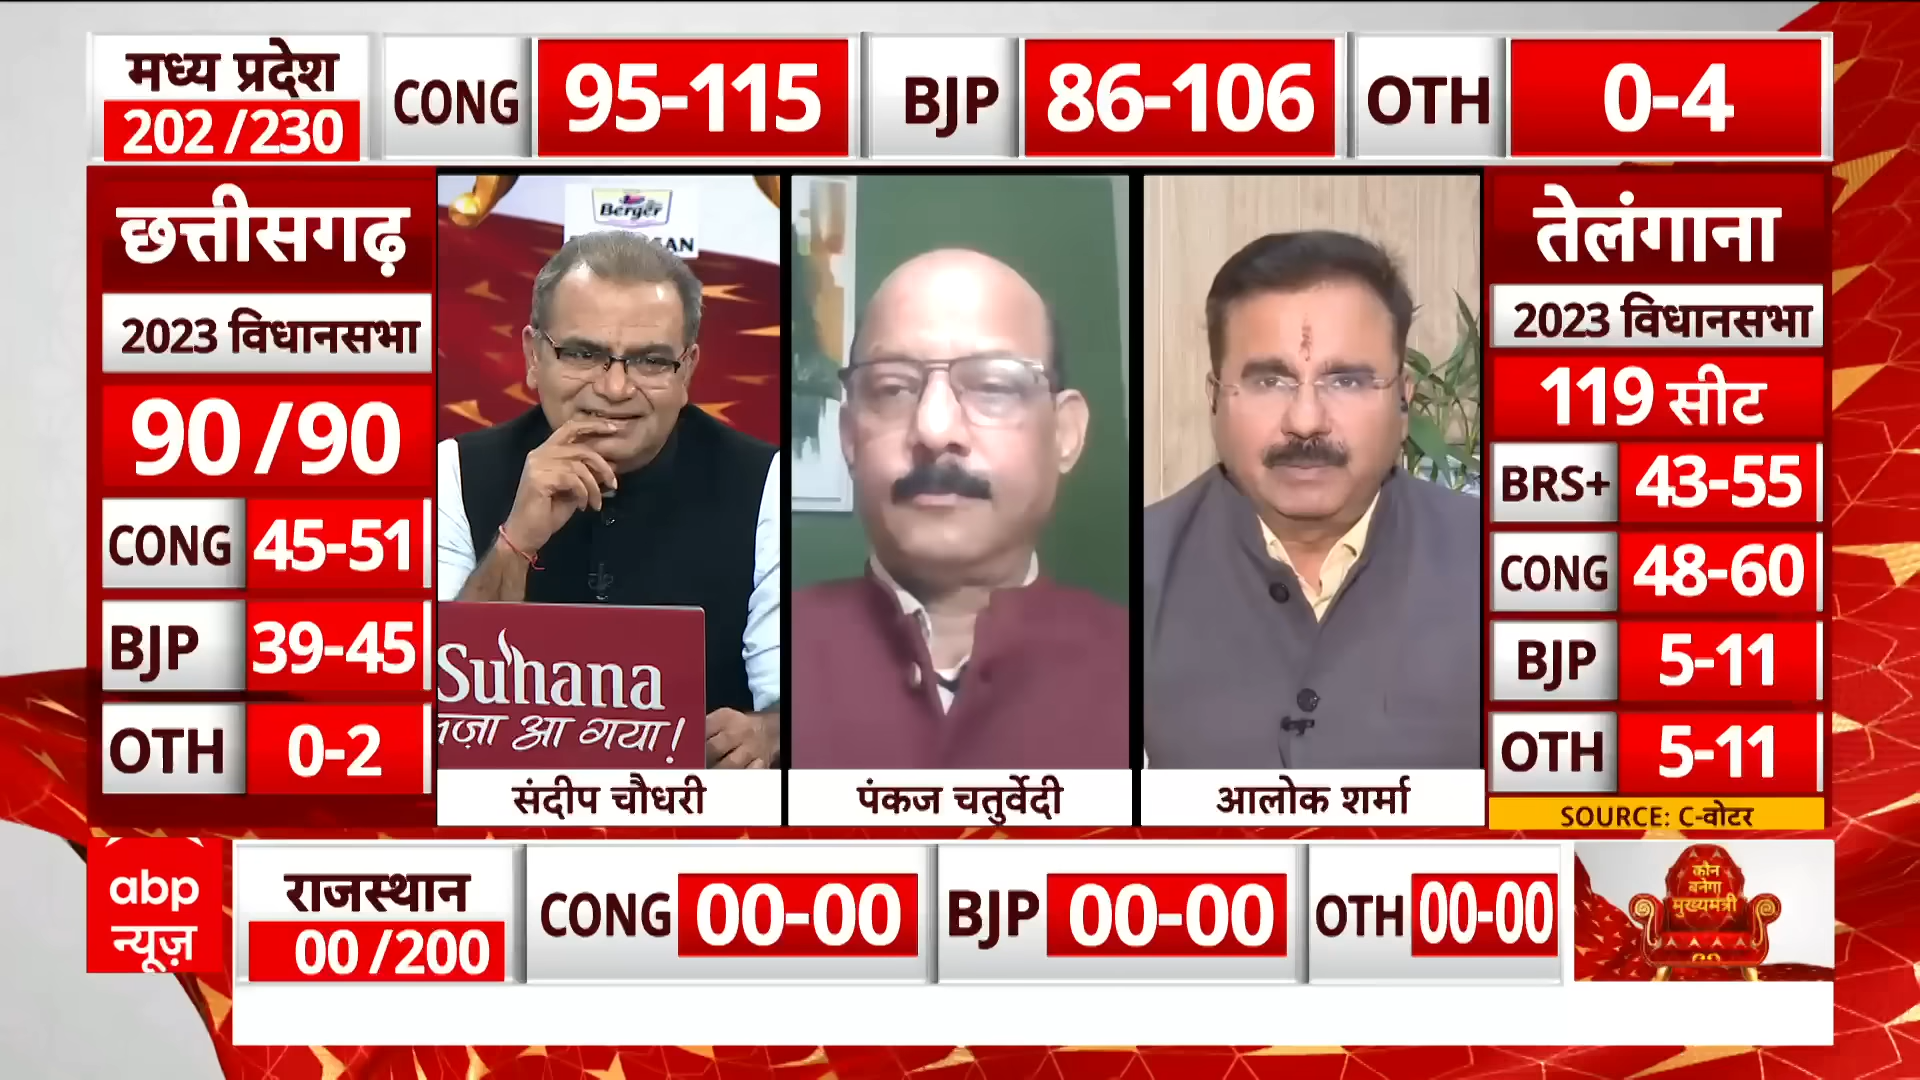 मध्य प्रदेश
202/230
CONG 95-115
BJP 86-106
OTH 0-4
छत्तीसगढ़
2023 विधानसभा
90/90
CONG 45-51
BJP 39-45
OTH 0-2
Berger
Suhana
आ गया!
संदीप चौधरी
पंकज चतुर्वेदी
आलोक शर्मा
तेलंगाना
2023 विधानसभा
119 सीट
BRS+ 43-55
CONG 48-60
BJP 5-11
OTH 5-11
SOURCE: C-वोटर
abp
न्यूज़
राजस्थान
00/200
CONG 00-00
BJP 00-00
OTH 00-00
कौन
बनेगा
मुख्यमंत्री